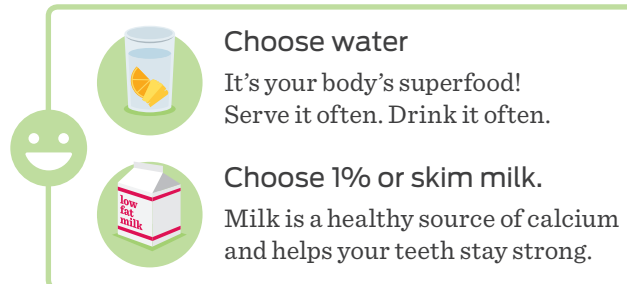 Choose water
It’s your body’s superfood!
Serve it often. Drink it often.
Choose 1% or skim milk.
low
fat
milk
Milk is a healthy source of calcium
and helps your teeth stay strong.